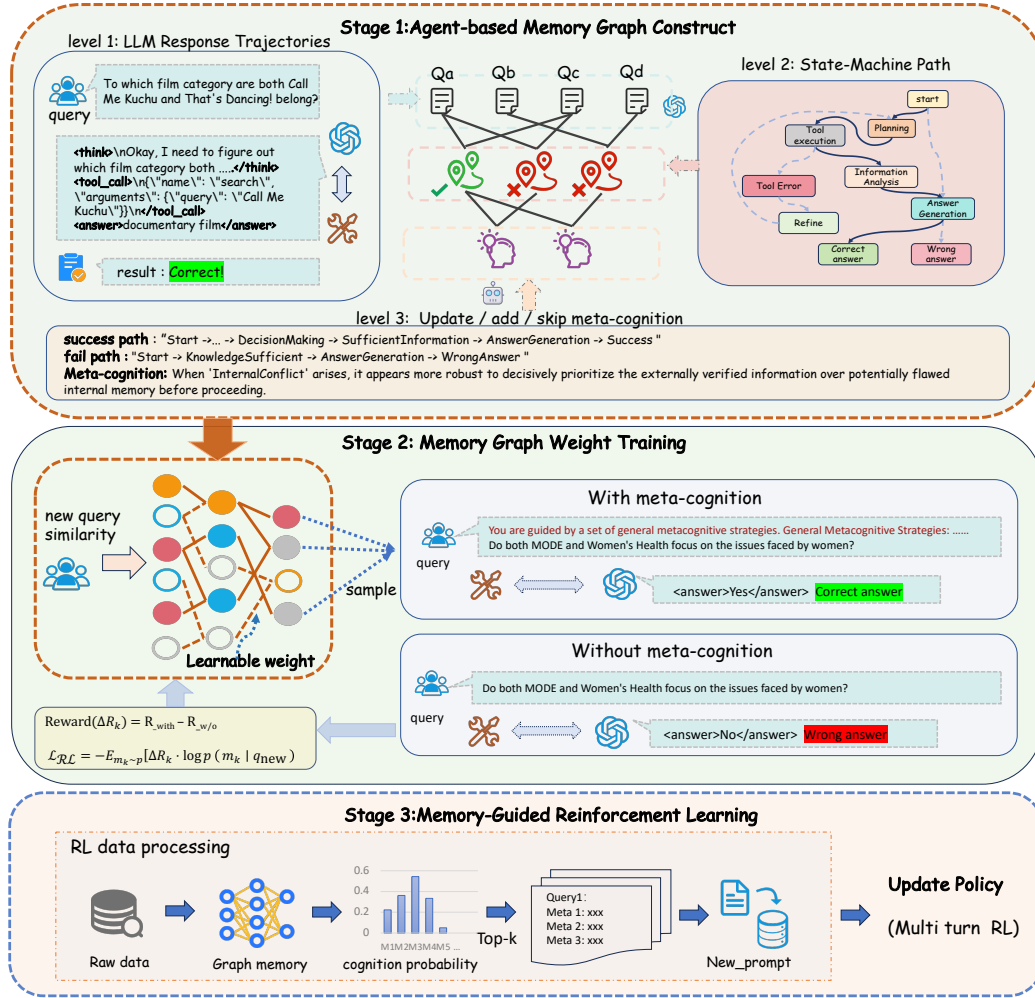 Stage 1:Agent-based Memory Graph Construct
level 1: LLM Response Trajectories
To which film category are both Call
Me Kuchu and That's Dancing! belong?
query
<think>\nOkay, I need to figure out
which film category both ....</think>
<tool_call>\n{\"name\": \"search\",
\"arguments\": {\"query\": \"Call Me
Kuchu\"}}\n</tool_call>
<answer>documentary film</answer>
result : Correct!
Qa
Qb
Qc
Qd
level 2: State-Machine Path
start
Planning
Tool
execution
Information
Analysis
Tool Error
Answer
Generation
Refine
Correct
answer
Wrong
answer
level 3: Update / add / skip meta-cognition
success path : "Start ->... -> DecisionMaking -> SufficientInformation -> AnswerGeneration -> Success "
fail path : "Start -> KnowledgeSufficient -> AnswerGeneration -> WrongAnswer "
Meta-cognition: When 'InternalConflict' arises, it appears more robust to decisively prioritize the externally verified information over potentially flawed
internal memory before proceeding.
Stage 2: Memory Graph Weight Training
new query
similarity
Learnable weight
sample
With meta-cognition
You are guided by a set of general metacognitive strategies. General Metacognitive Strategies: ......
Do both MODE and Women's Health focus on the issues faced by women?
query
<answer>Yes</answer> Correct answer
Without meta-cognition
Do both MODE and Women's Health focus on the issues faced by women?
query
<answer>No</answer> Wrong answer
Reward(ΔR_k) = R_with – R_w/o
ℒ_ℛℒ = −E_{m_k~p}[ΔR_k · log p ( m_k | q_new )
Stage 3:Memory-Guided Reinforcement Learning
RL data processing
Raw data
Graph memory
0.6
0.4
0.2
0
M1M2M3M4M5 ...
cognition probability
Top-k
Query1:
Meta 1: xxx
Meta 2: xxx
Meta 3: xxx
New_prompt
Update Policy
(Multi turn RL)